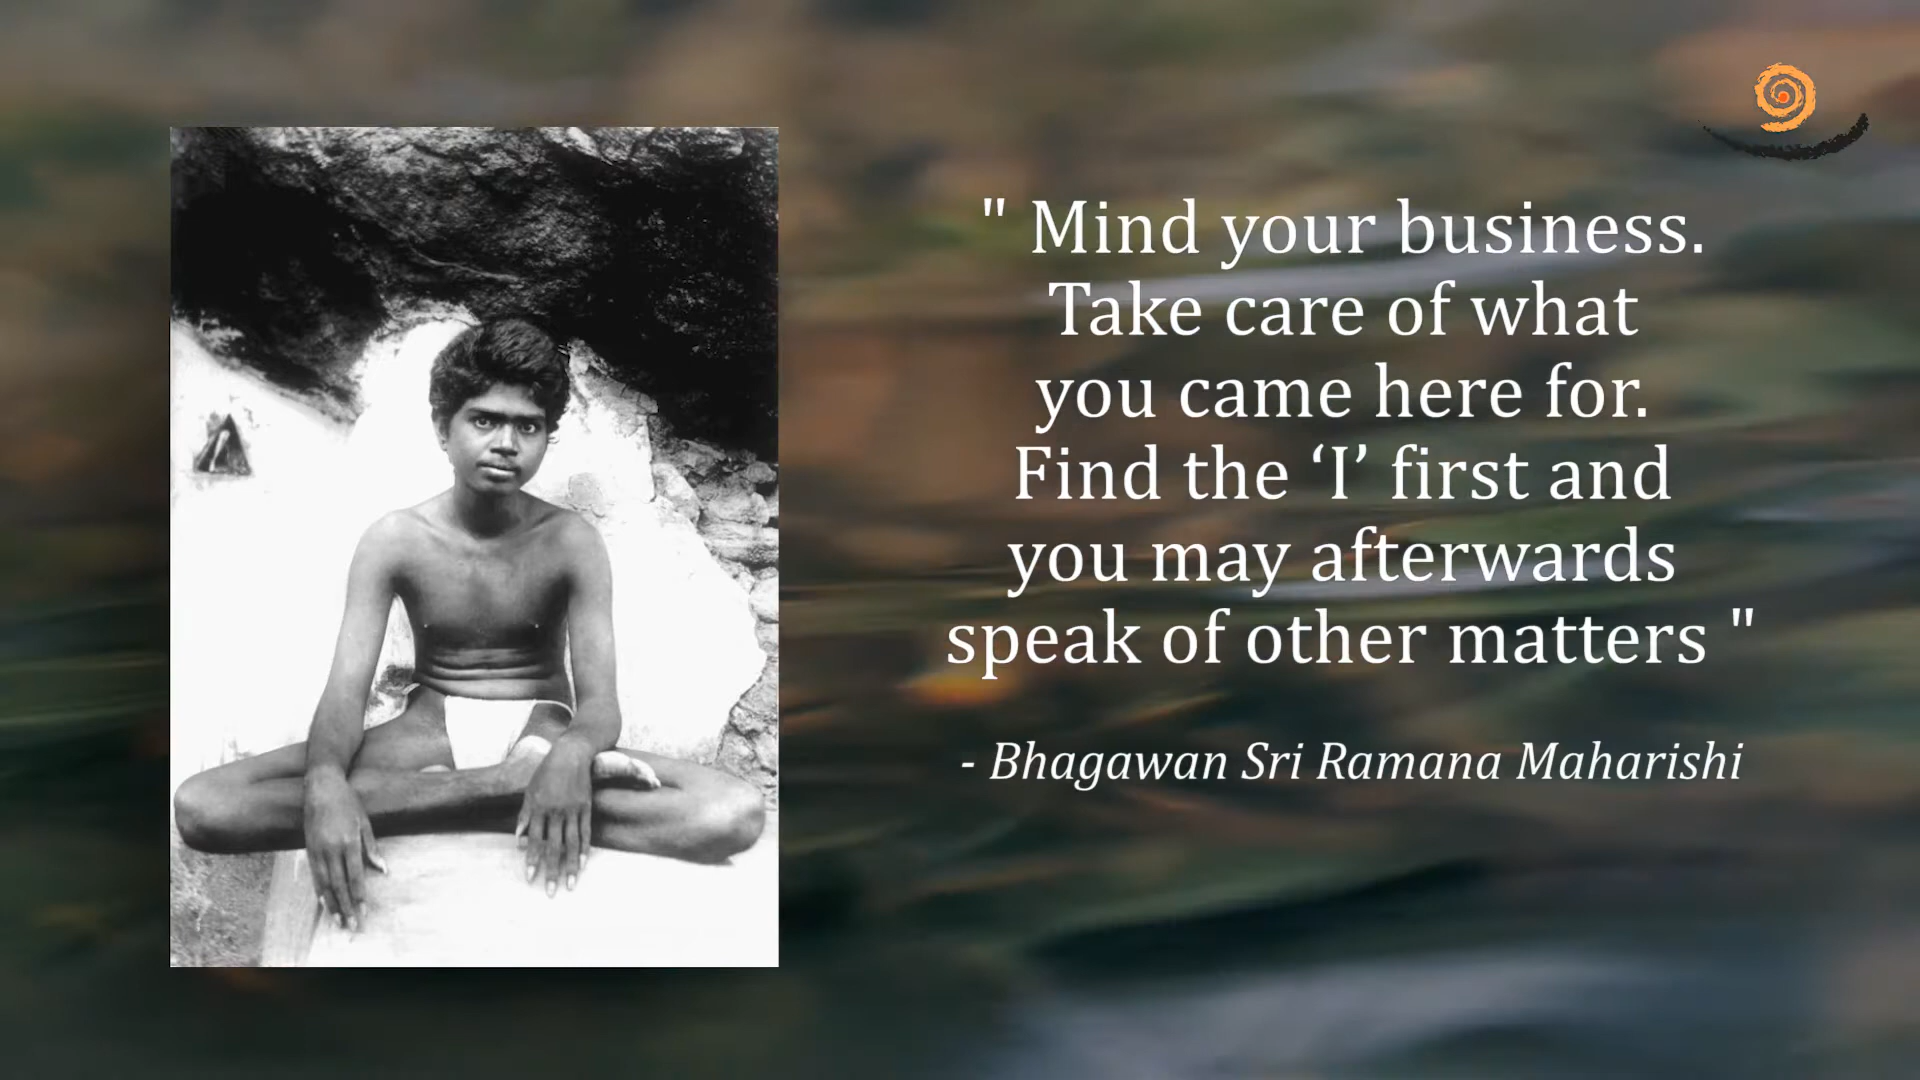 " Mind your business.
Take care of what
you came here for.
Find the ‘I’ first and
you may afterwards
speak of other matters "
- Bhagawan Sri Ramana Maharishi